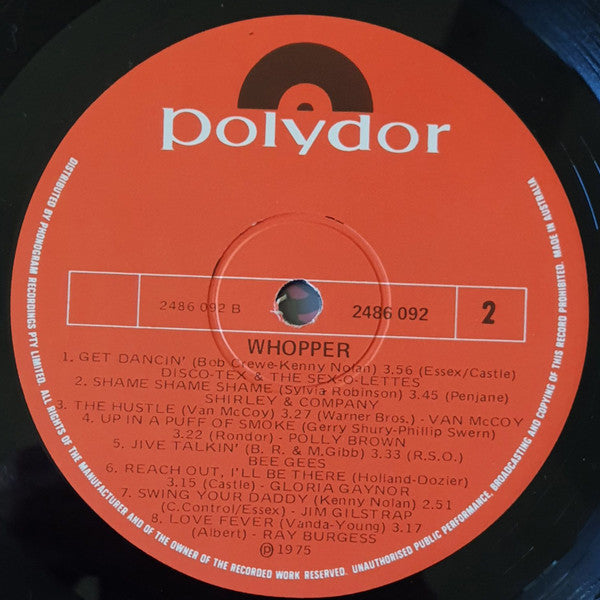 polydor
2486 092 B
2486 092
2
WHOPPER
1. GET DANCIN' (Bob Crewe-Kenny Nolan) 3.56 (Essex/Castle)
DISCO-TEX & THE SEX-O-LETTES
2. SHAME SHAME SHAME (Sylvia Robinson) 3.45 (Penjane)
SHIRLEY & COMPANY
3. THE HUSTLE (Van McCoy) 3.27 (Warner Bros.) - VAN McCOY
4. UP IN A PUFF OF SMOKE (Gerry Shury-Phillip Swern)
3.22 (Rondor) - POLLY BROWN
5. JIVE TALKIN' (B. R. & M.Gibb) 3.33 (R.S.O.)
BEE GEES
6. REACH OUT, I'LL BE THERE (Holland-Dozier)
3.15 (Castle) - GLORIA GAYNOR
7. SWING YOUR DADDY (Kenny Nolan) 2.51
(C.Control/Essex) - JIM GILSTRAP
8. LOVE FEVER (Vanda-Young) 3.17
(Albert) - RAY BURGESS
℗1975
DISTRIBUTED BY PHONOGRAM RECORDINGS PTY LIMITED. ALL RIGHTS OF THE MANUFACTURER AND OF THE OWNER OF THE RECORDED WORK RESERVED. UNAUTHORISED PUBLIC PERFORMANCE, BROADCASTING AND COPYING OF THIS RECORD PROHIBITED. MADE IN AUSTRALIA